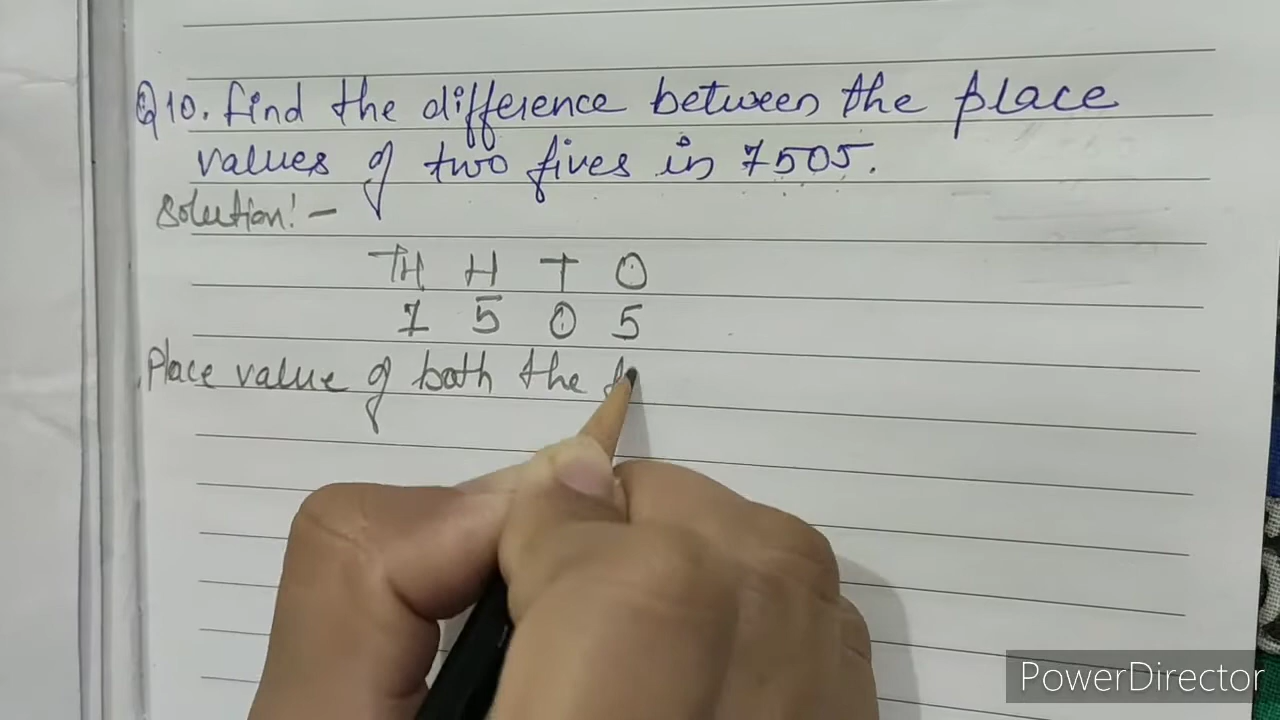 Q10. Find the difference between the place
values of two fives in 7505.
Solution:-
TH H T O
7 5 0 5
Place value of both the
PowerDirector